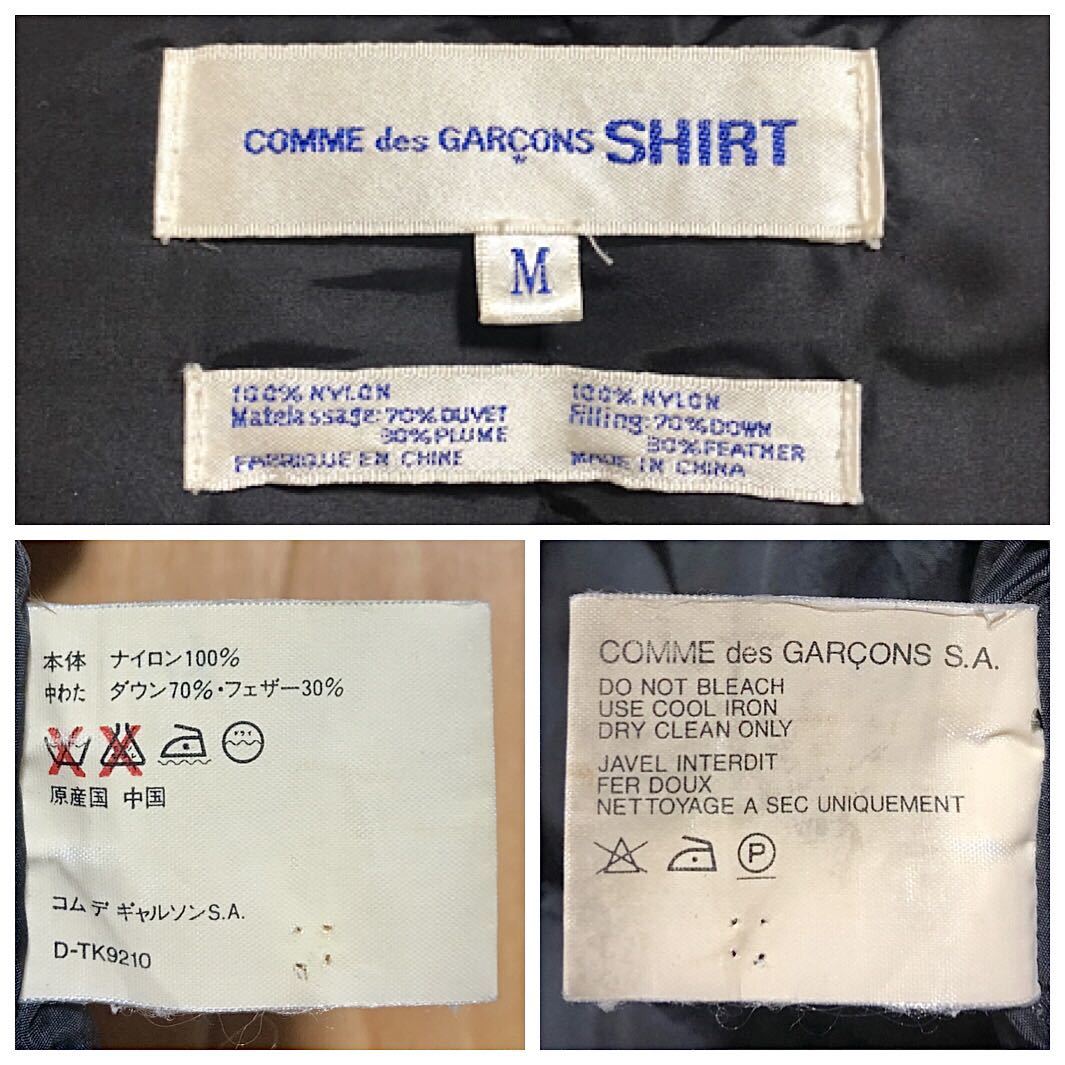 COMME des GARÇONS SHIRT
M
100% NYLON
Matelassage: 70% DUVET
30% PLUME
FABRIQUE EN CHINE
100% NYLON
Filling: 70% DOWN
30% FEATHER
MADE IN CHINA
本体 ナイロン100%
中わた ダウン70%・フェザー30%
ドライ
原産国 中国
コム デ ギャルソンS.A.
D-TK9210
COMME des GARÇONS S.A.
DO NOT BLEACH
USE COOL IRON
DRY CLEAN ONLY
JAVEL INTERDIT
FER DOUX
NETTOYAGE A SEC UNIQUEMENT
P